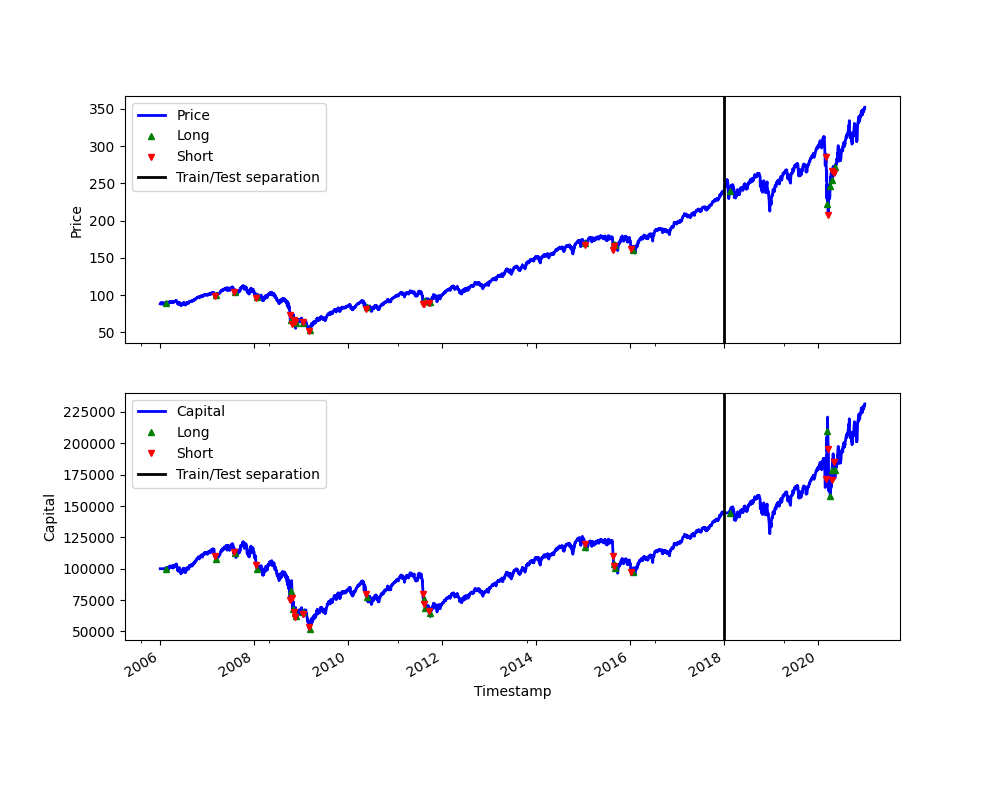 350
300
250
200
150
100
50
Price
Price
Long
Short
Train/Test separation
225000
200000
175000
150000
125000
100000
75000
50000
Capital
Capital
Long
Short
Train/Test separation
2006
2008
2010
2012
2014
2016
2018
2020
Timestamp